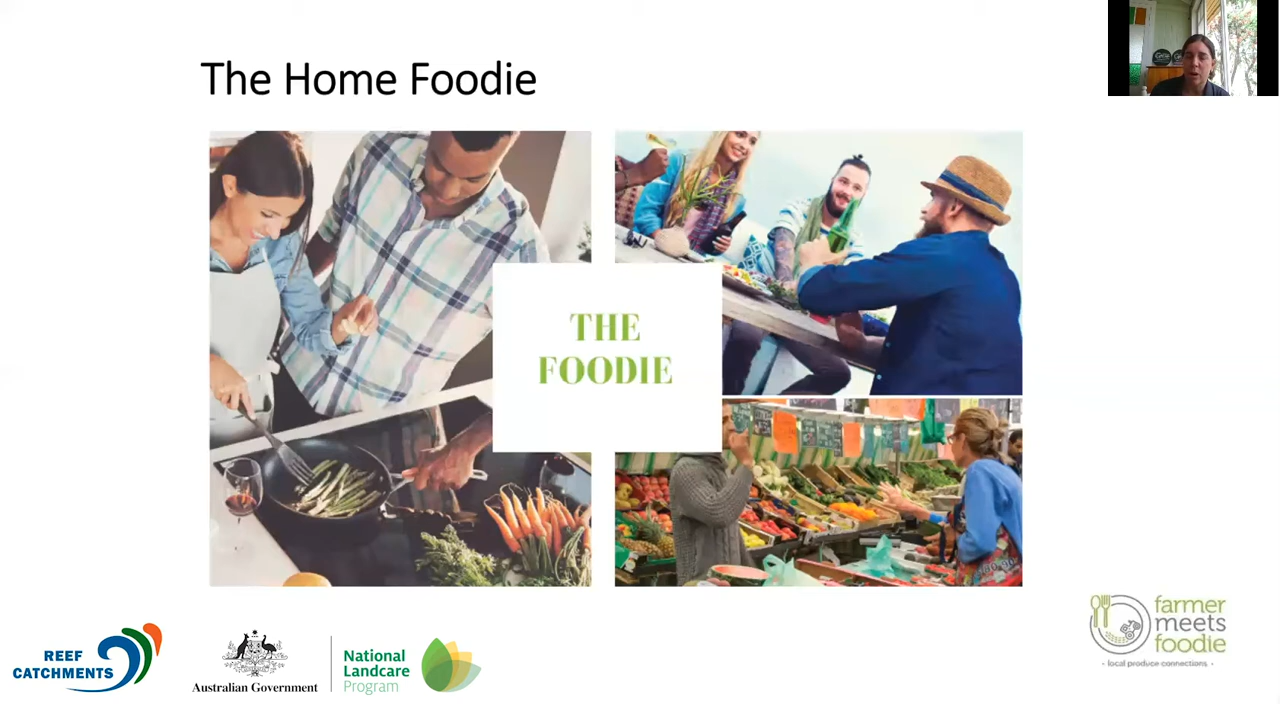 The Home Foodie
THE
FOODIE
REEF
CATCHMENTS
Australian Government
National
Landcare
Program
farmer
meets
foodie
- local produce connections -